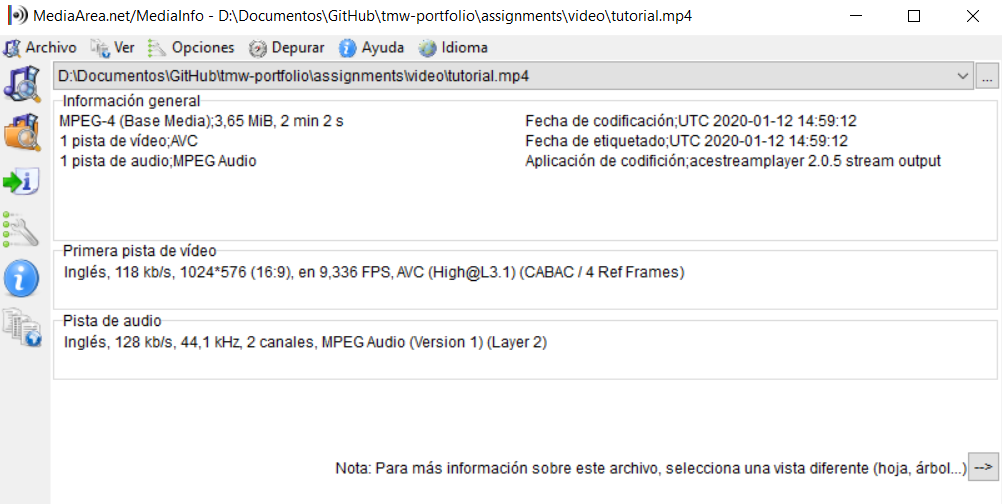 MediaArea.net/MediaInfo - D:\Documentos\GitHub\tmw-portfolio\assignments\video\tutorial.mp4
Archivo Ver Opciones Depurar Ayuda Idioma
D:\Documentos\GitHub\tmw-portfolio\assignments\video\tutorial.mp4 ...
Información general
MPEG-4 (Base Media);3,65 MiB, 2 min 2 s Fecha de codificación;UTC 2020-01-12 14:59:12
1 pista de vídeo;AVC Fecha de etiquetado;UTC 2020-01-12 14:59:12
1 pista de audio;MPEG Audio Aplicación de codifición;acestreamplayer 2.0.5 stream output
Primera pista de vídeo
Inglés, 118 kb/s, 1024*576 (16:9), en 9,336 FPS, AVC (High@L3.1) (CABAC / 4 Ref Frames)
Pista de audio
Inglés, 128 kb/s, 44,1 kHz, 2 canales, MPEG Audio (Version 1) (Layer 2)
Nota: Para más información sobre este archivo, selecciona una vista diferente (hoja, árbol...) -->